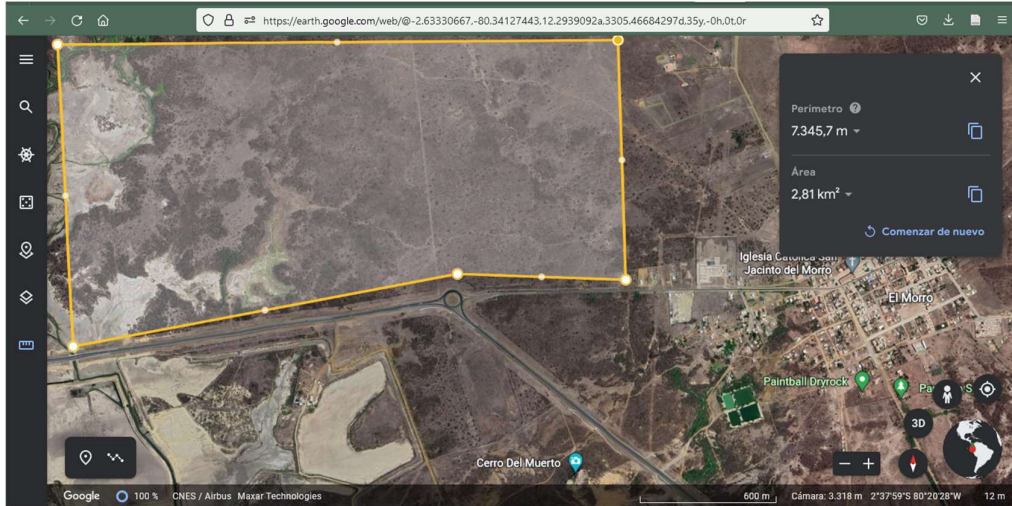 https://earth.google.com/web/@-2.63330667,-80.34127443,12.2939092a,3305.46684297d,35y,-0h,0t,0r
Perímetro
7.345,7 m
Área
2,81 km²
Comenzar de nuevo
Iglesia Católica San
Jacinto del Morro
El Morro
Paintball Dryrock
Pa
S
3D
Cerro Del Muerto
Google
100 %
CNES / Airbus Maxar Technologies
600 m
Cámara: 3.318 m 2°37'59"S 80°20'28"W
12 m